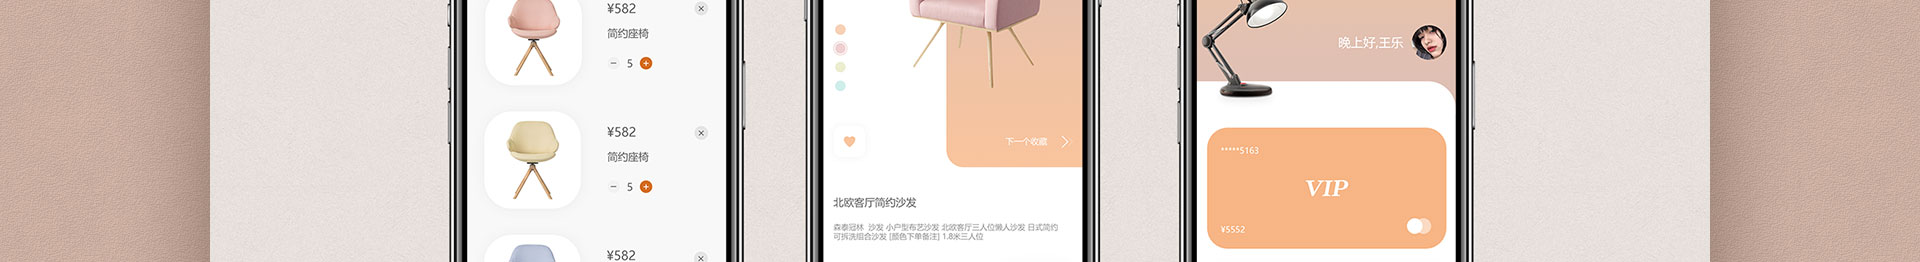 ¥582
简约座椅
5
¥582
简约座椅
5
¥582
下一个收藏
北欧客厅简约沙发
森泰冠林 沙发 小户型布艺沙发 北欧客厅三人位懒人沙发 日式简约
可拆洗组合沙发 [颜色下单备注] 1.8米三人位
晚上好,王乐
*****5163
VIP
¥5552